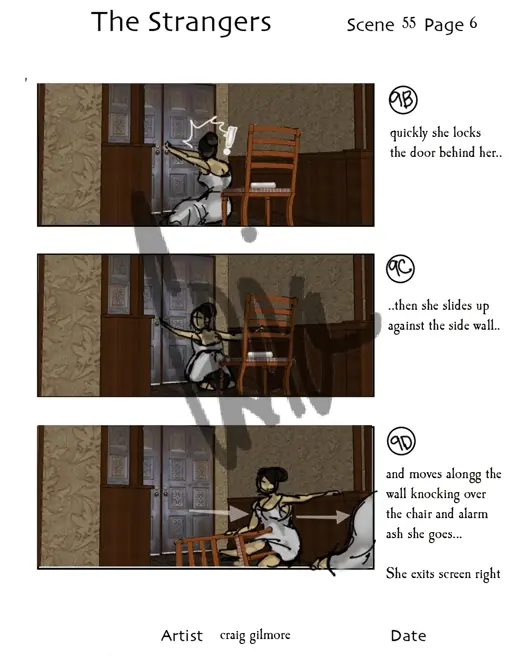 The Strangers
Scene 55 Page 6
9B
quickly she locks
the door behind her..
!
9C
..then she slides up
against the side wall..
9D
and moves alongg the
wall knocking over
the chair and alarm
ash she goes...
She exits screen right
Artist craig gilmore
Date